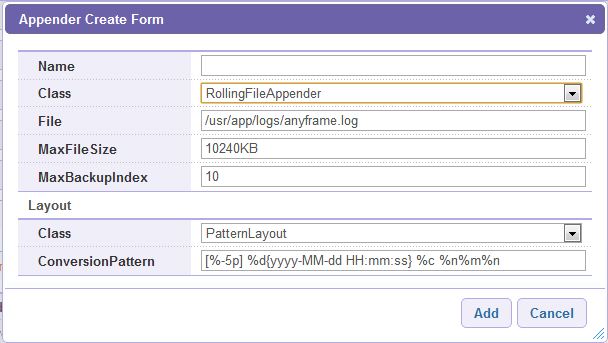 Appender Create Form
Name
Class RollingFileAppender
File /usr/app/logs/anyframe.log
MaxFileSize 10240KB
MaxBackupIndex 10
Layout
Class PatternLayout
ConversionPattern [%-5p] %d{yyyy-MM-dd HH:mm:ss} %c %n%m%n
Add Cancel